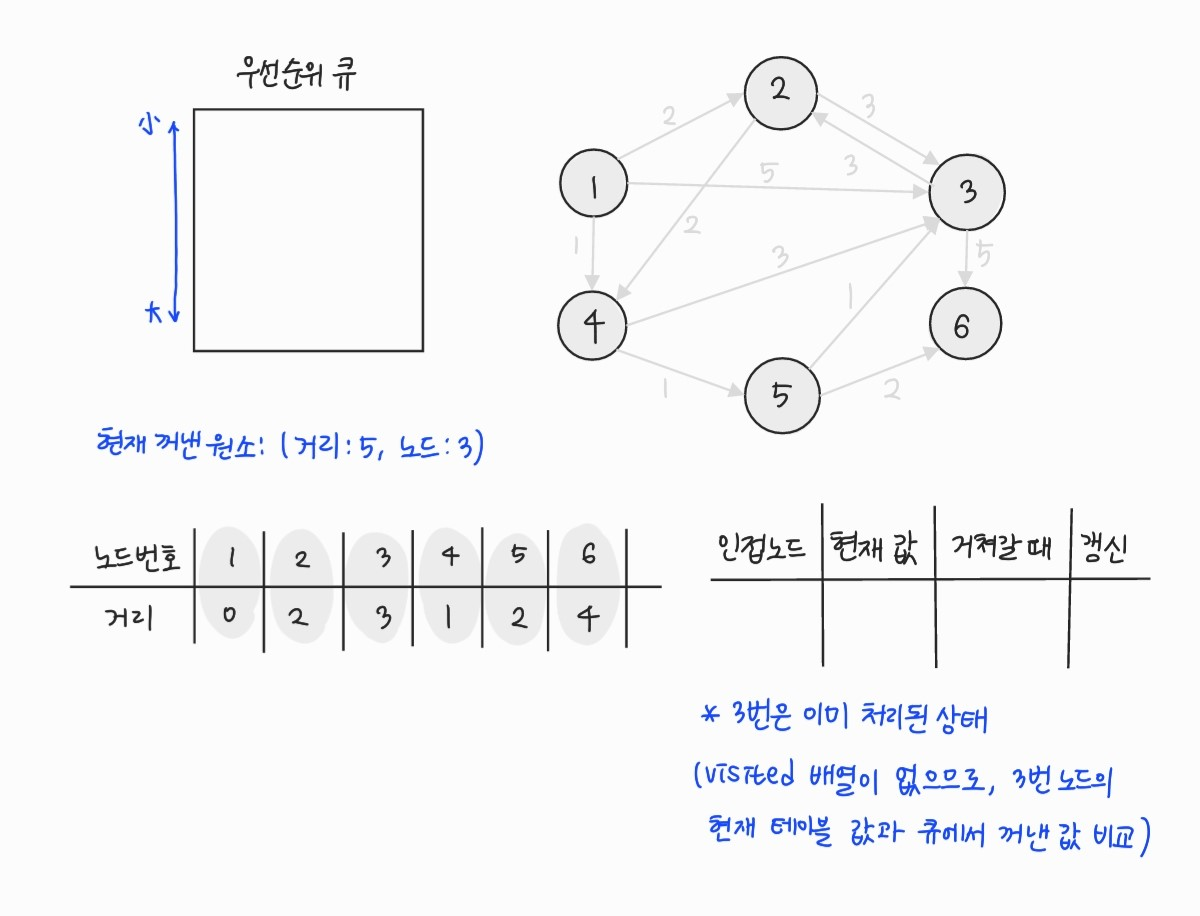 우선순위 큐
小
大
2
3
1
5
3
3
2
1
3
5
4
1
6
1
5
2
현재 꺼낸 원소: (거리:5, 노드:3)
노드번호 1 2 3 4 5 6
거리 0 2 3 1 2 4
인접노드 현재 값 거쳐갈 때 갱신
* 3번은 이미 처리된 상태
(visited 배열이 없으므로, 3번 노드의
현재 테이블 값과 큐에서 꺼낸 값 비교)